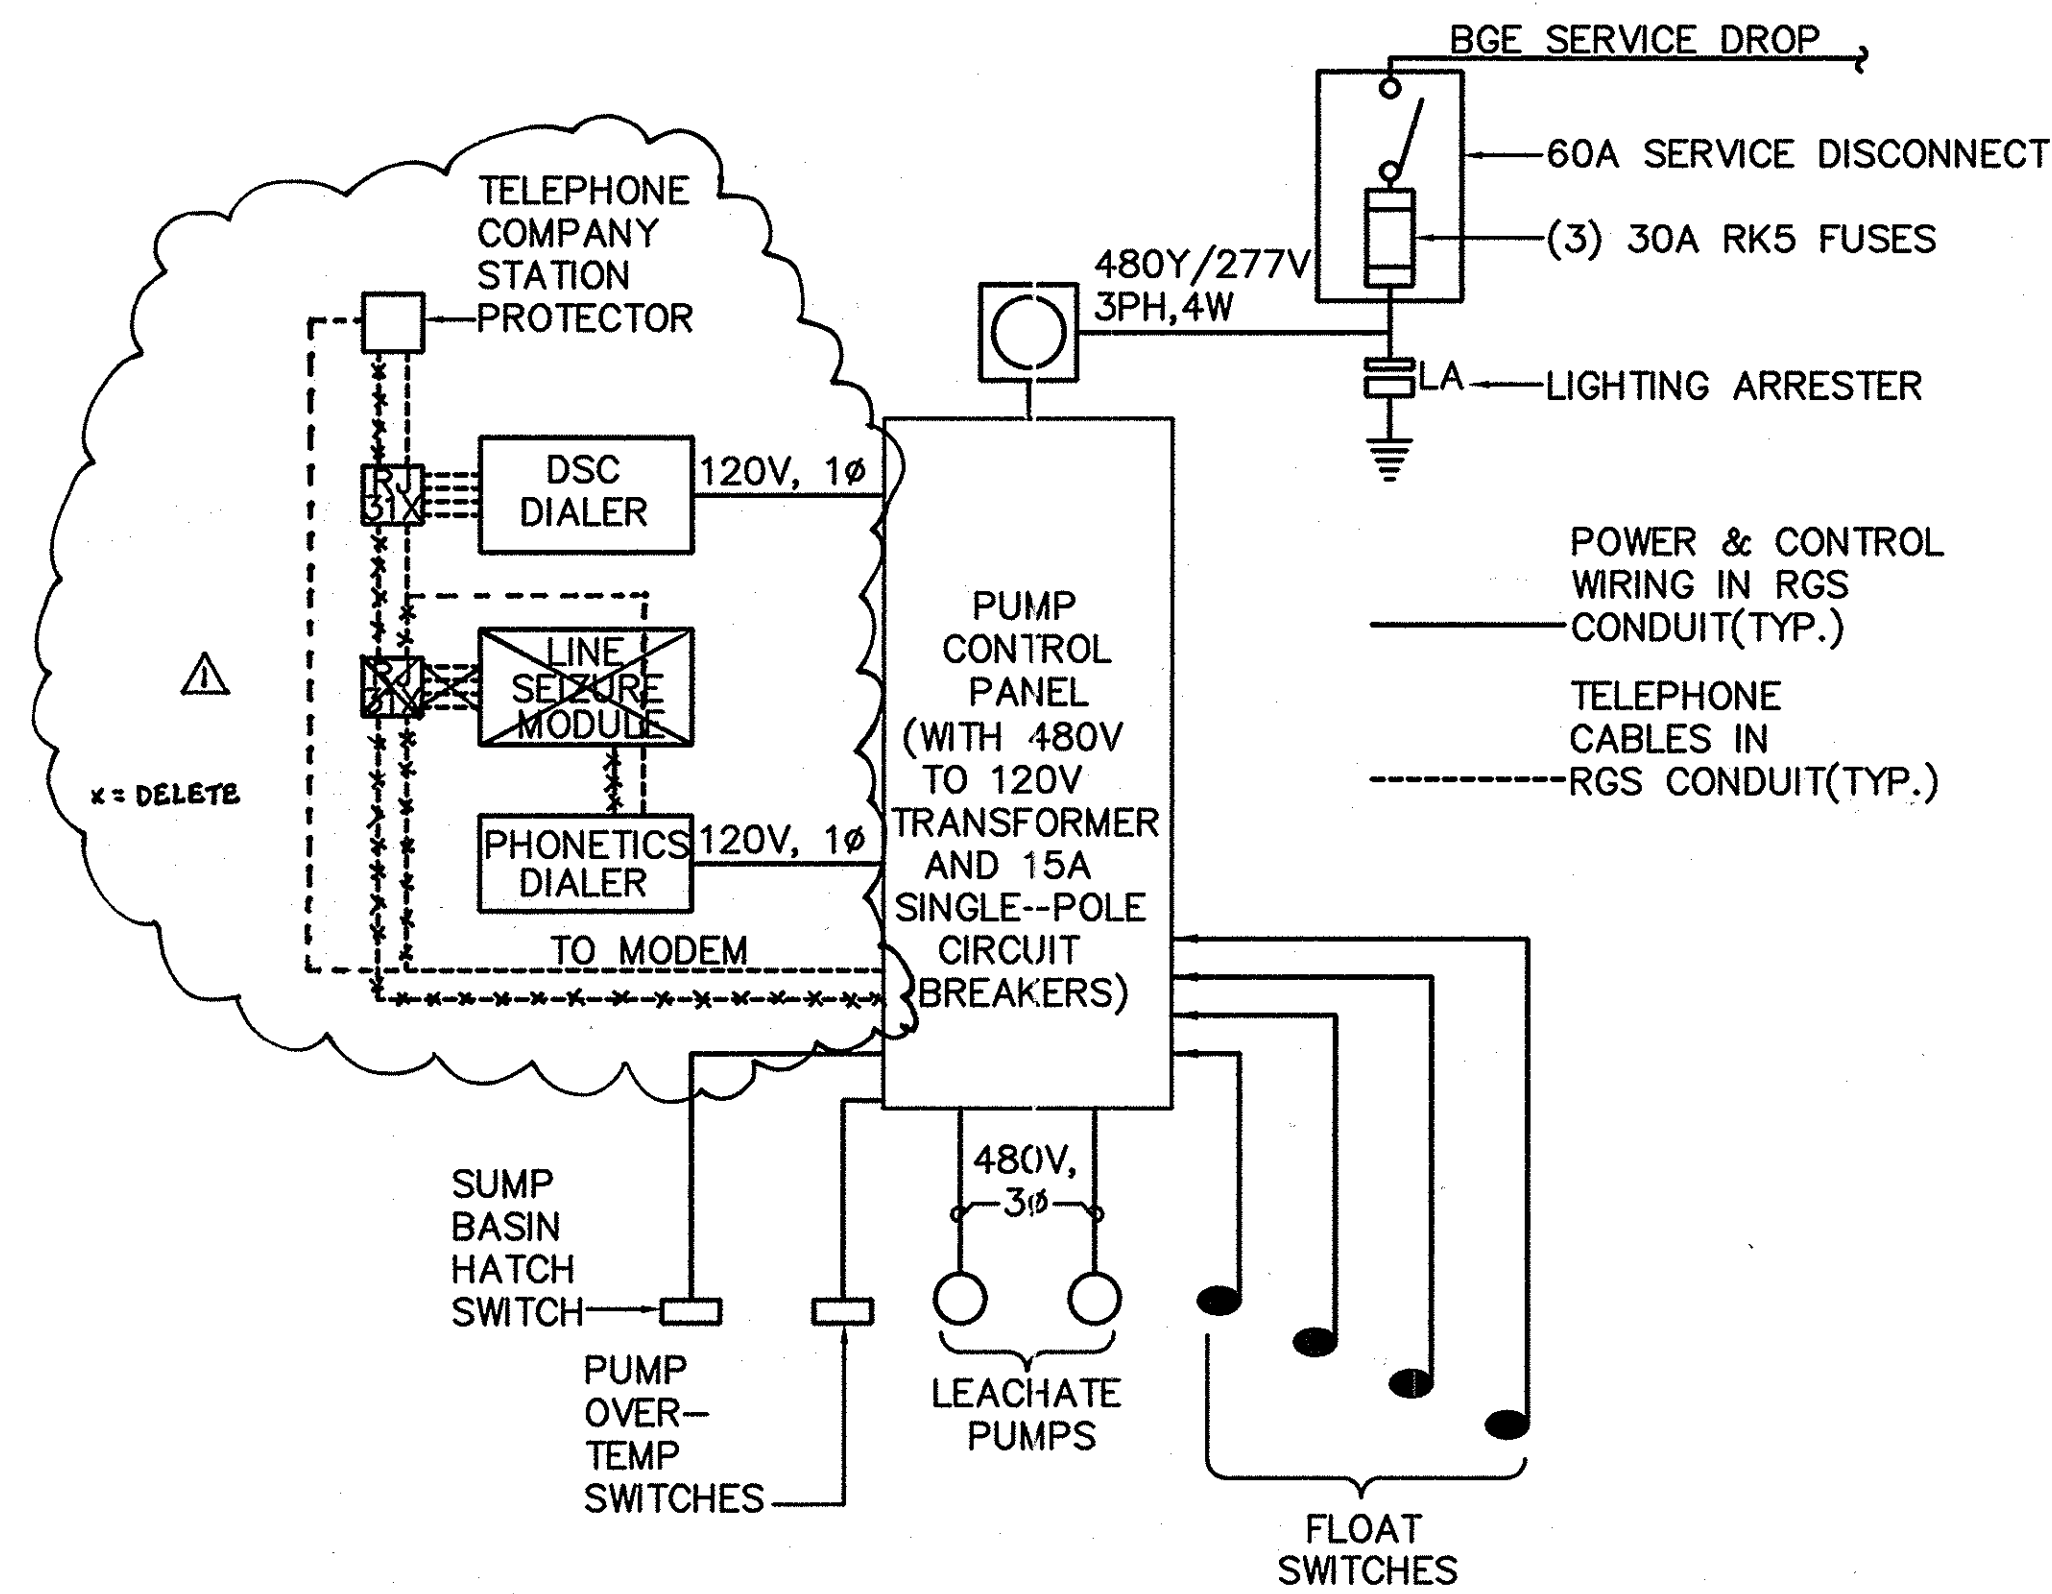 BGE SERVICE DROP
60A SERVICE DISCONNECT
(3) 30A RK5 FUSES
480Y/277V
3PH,4W
LA
LIGHTING ARRESTER
TELEPHONE
COMPANY
STATION
PROTECTOR
RJ
31X
DSC
DIALER
120V, 1ø
RJ
31X
LINE
SEIZURE
MODULE
1
x = DELETE
PHONETICS
DIALER
120V, 1ø
TO MODEM
PUMP
CONTROL
PANEL
(WITH 480V
TO 120V
TRANSFORMER
AND 15A
SINGLE--POLE
CIRCUIT
BREAKERS)
POWER & CONTROL
WIRING IN RGS
CONDUIT(TYP.)
TELEPHONE
CABLES IN
RGS CONDUIT(TYP.)
480V,
3ø
SUMP
BASIN
HATCH
SWITCH
PUMP
OVER-
TEMP
SWITCHES
LEACHATE
PUMPS
FLOAT
SWITCHES